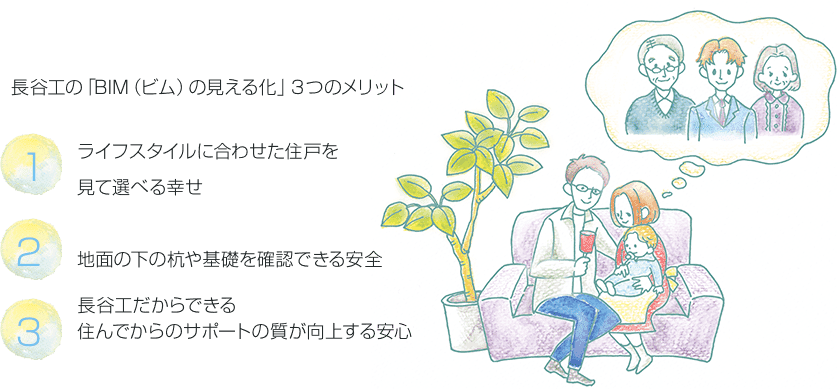 長谷工の「BIM（ビム）の見える化」３つのメリット
1
ライフスタイルに合わせた住戸を
見て選べる幸せ
2
地面の下の杭や基礎を確認できる安全
3
長谷工だからできる
住んでからのサポートの質が向上する安心